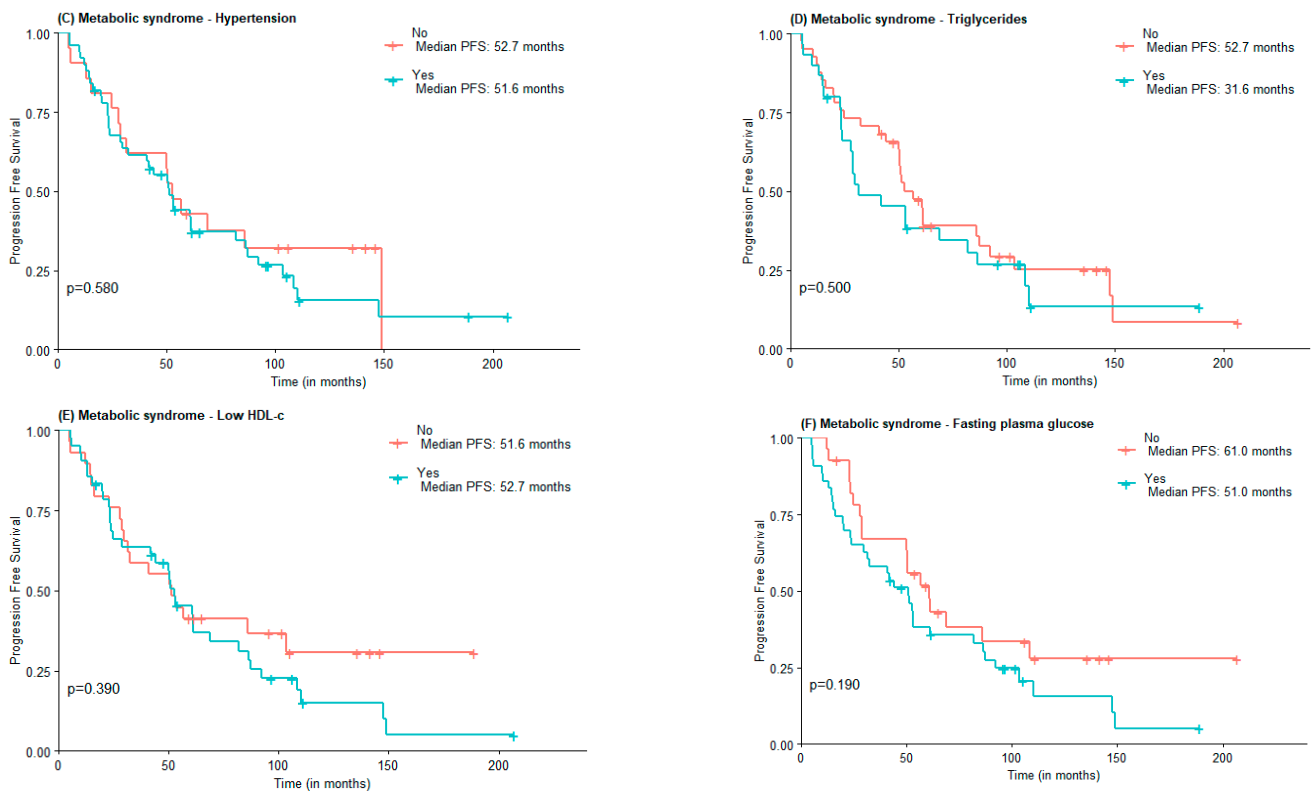 (C) Metabolic syndrome - Hypertension
No
Median PFS: 52.7 months
Yes
Median PFS: 51.6 months
1.00
0.75
0.50
0.25
0.00
Progression Free Survival
p=0.580
0 50 100 150 200
Time (in months)
(D) Metabolic syndrome - Triglycerides
No
Median PFS: 52.7 months
Yes
Median PFS: 31.6 months
1.00
0.75
0.50
0.25
0.00
Progression Free Survival
p=0.500
0 50 100 150 200
Time (in months)
(E) Metabolic syndrome - Low HDL-c
No
Median PFS: 51.6 months
Yes
Median PFS: 52.7 months
1.00
0.75
0.50
0.25
0.00
Progression Free Survival
p=0.390
0 50 100 150 200
Time (in months)
(F) Metabolic syndrome - Fasting plasma glucose
No
Median PFS: 61.0 months
Yes
Median PFS: 51.0 months
1.00
0.75
0.50
0.25
0.00
Progression Free Survival
p=0.190
0 50 100 150 200
Time (in months)